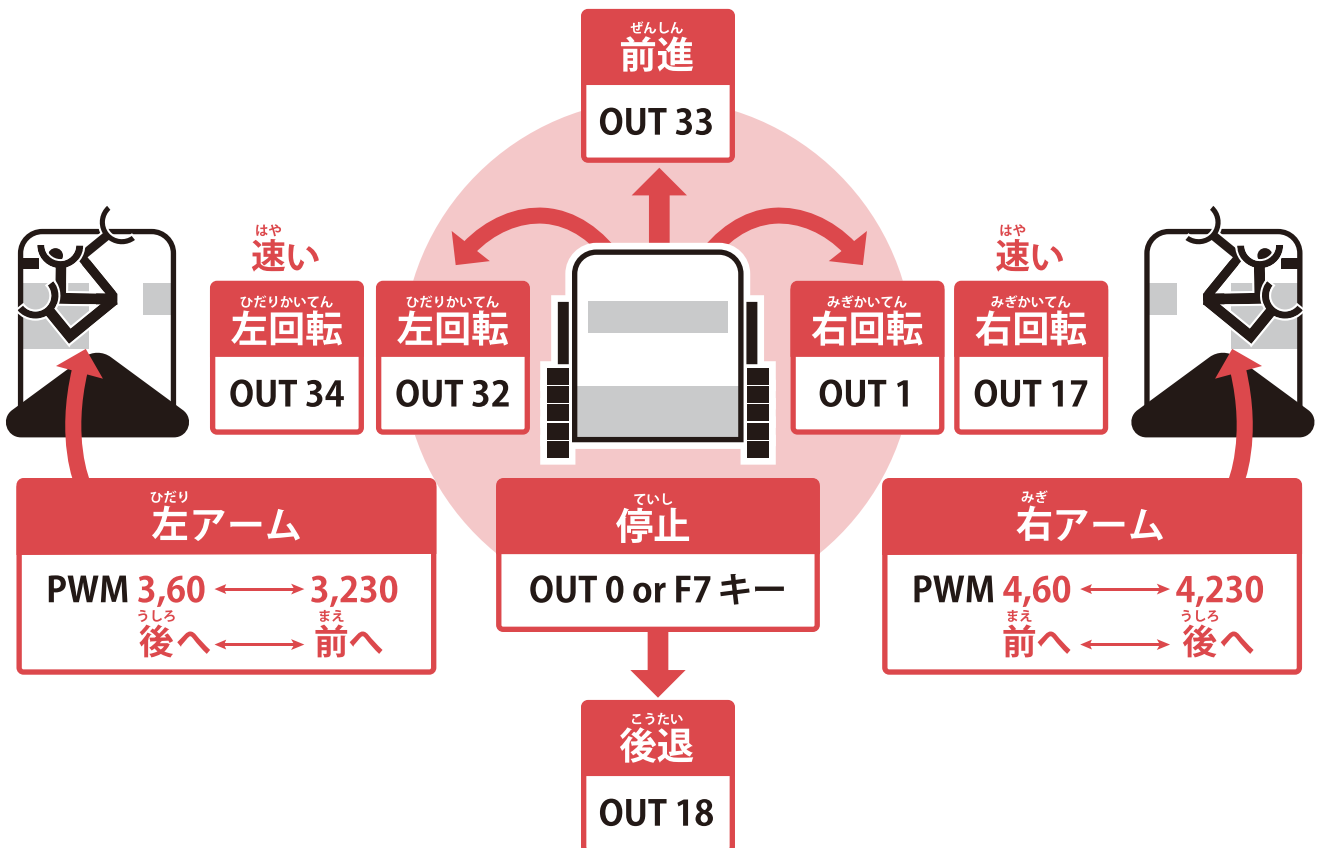 ぜんしん
前進
OUT 33
はや
速い
ひだりかいてん
左回転
OUT 34
ひだりかいてん
左回転
OUT 32
みぎかいてん
右回転
OUT 1
はや
速い
みぎかいてん
右回転
OUT 17
ひだり
左アーム
PWM 3,60 ⟷ 3,230
うしろ まえ
後へ ⟷ 前へ
ていし
停止
OUT 0 or F7 キー
みぎ
右アーム
PWM 4,60 ⟷ 4,230
まえ うしろ
前へ ⟷ 後へ
こうたい
後退
OUT 18